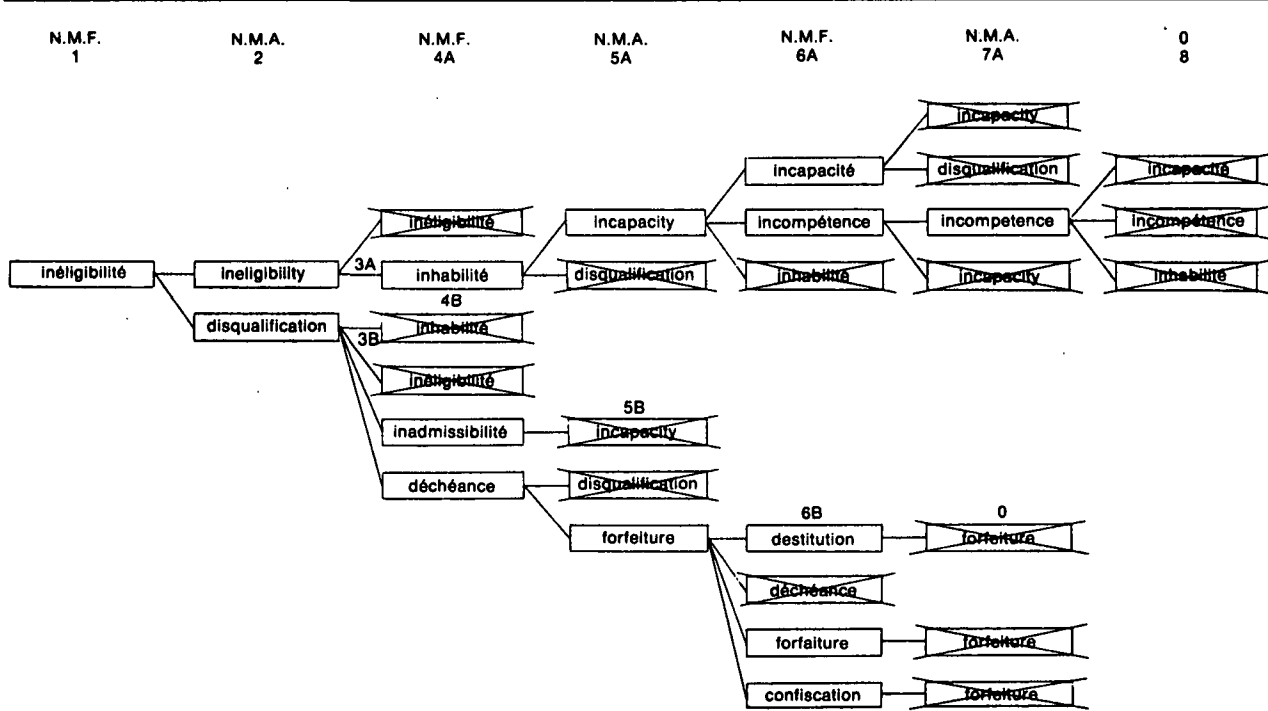 N.M.F. N.M.A. N.M.F. N.M.A. N.M.F. N.M.A. 0
1 2 4A 5A 6A 7A 8
incapacity
incapacité disqualification incapacité
inéligibilité incapacity incompétence incompetence incompétence
inéligibilité ineligibility 3A inhabilité disqualification inhabilité incapacity inhabilité
4B
disqualification inhabilité
3B
inéligibilité
5B
inadmissibilité incapacity
déchéance disqualification
6B 0
forfeiture destitution forfeiture
déchéance
forfaiture forfeiture
confiscation forfeiture